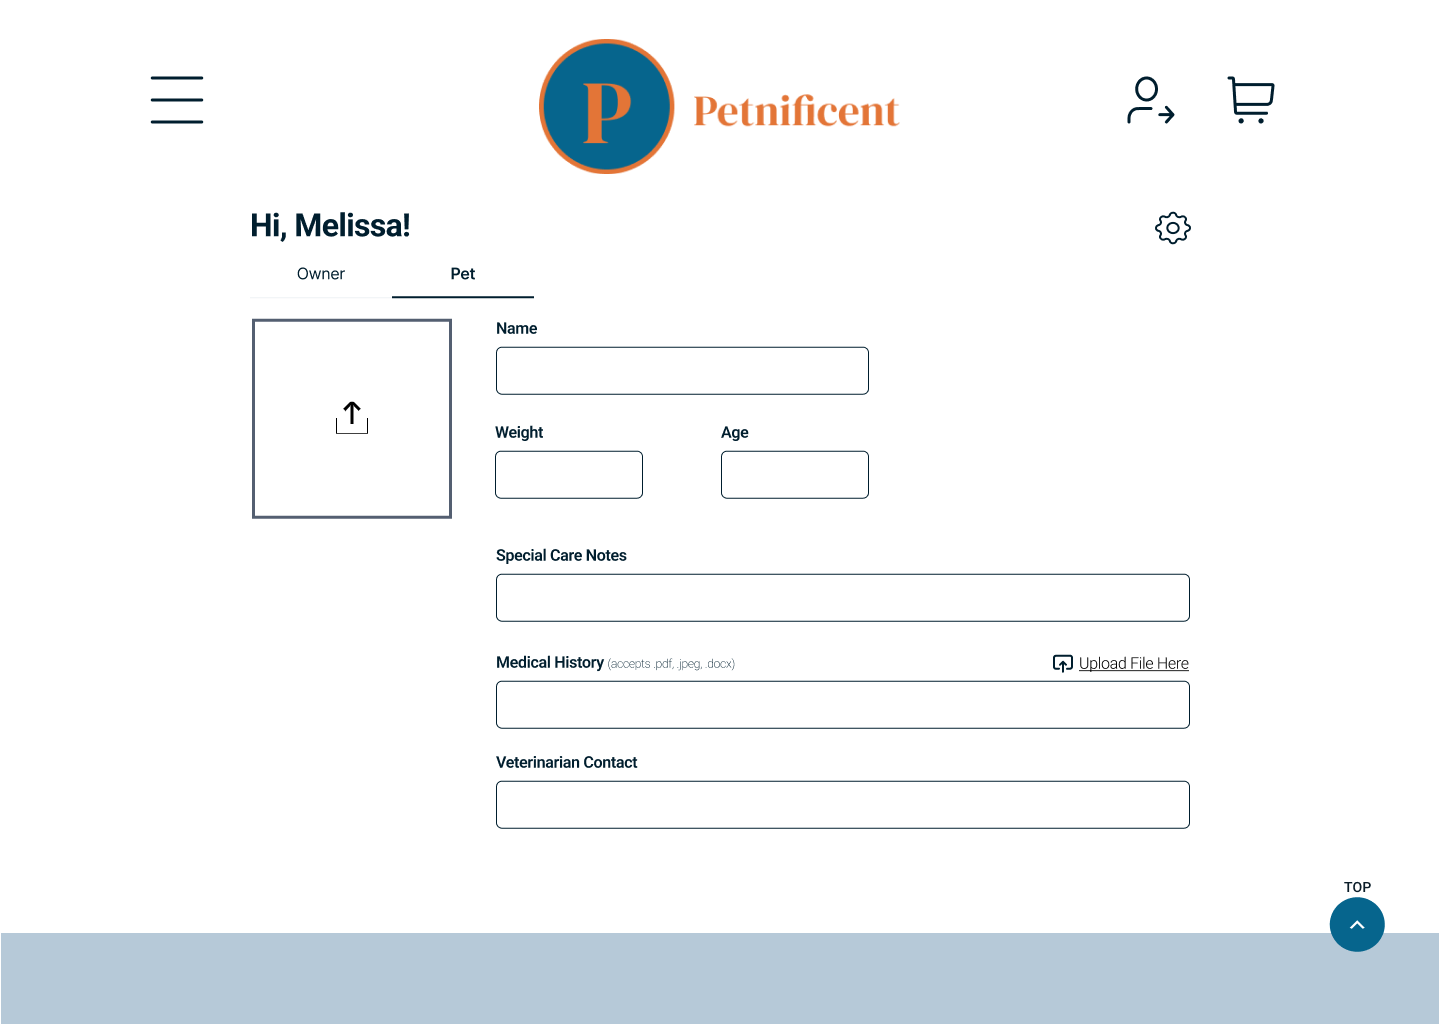 P
Petnificent
Hi, Melissa!
Owner Pet
Name
Weight Age
Special Care Notes
Medical History (accepts .pdf, .jpeg, .docx) Upload File Here
Veterinarian Contact
TOP